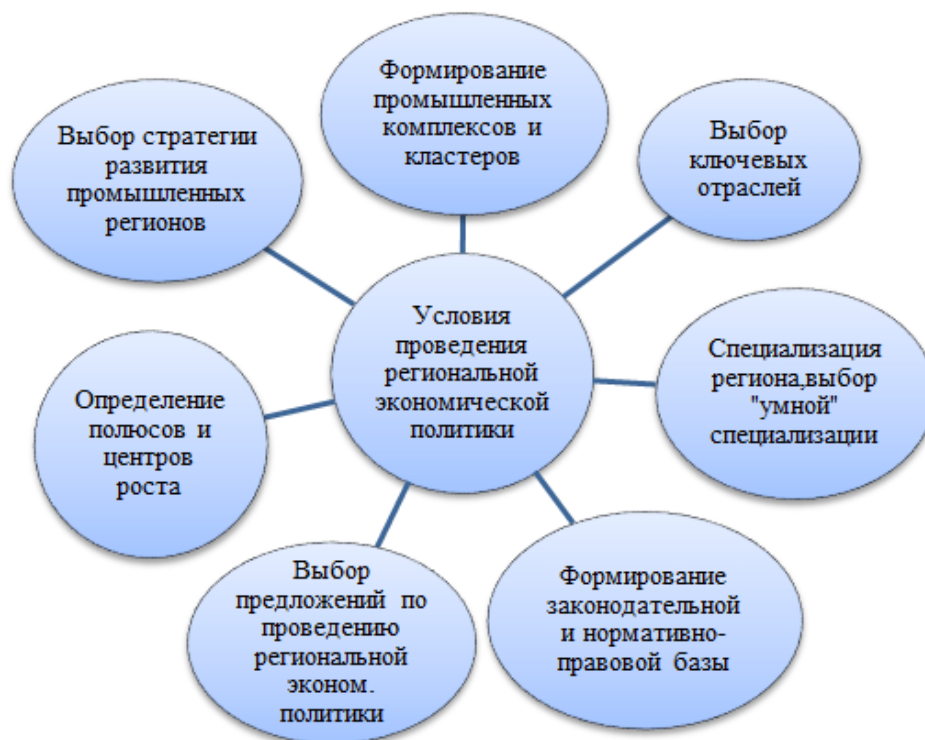 Формирование
промышленных
комплексов и
кластеров
Выбор
ключевых
отраслей
Выбор стратегии
развития
промышленных
регионов
Условия
проведения
региональной
экономической
политики
Специализация
региона,выбор
"умной"
специализации
Определение
полюсов и
центров
роста
Выбор
предложений по
проведению
региональной
эконом.
политики
Формирование
законодательной
и нормативно-
правовой базы